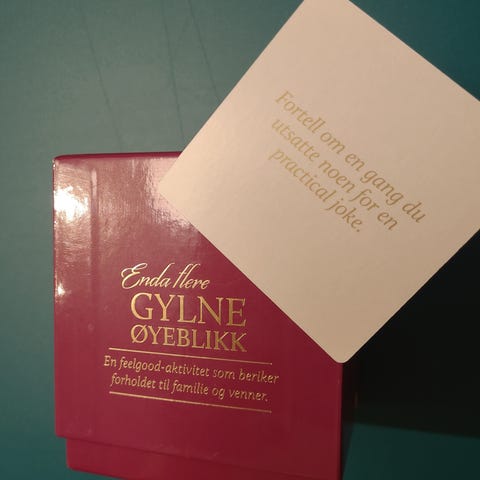 Fortell om en gang du
utsatte noen for en
practical joke.
Enda flere
GYLNE
ØYEBLIKK
En feelgood-aktivitet som beriker
forholdet til familie og venner.